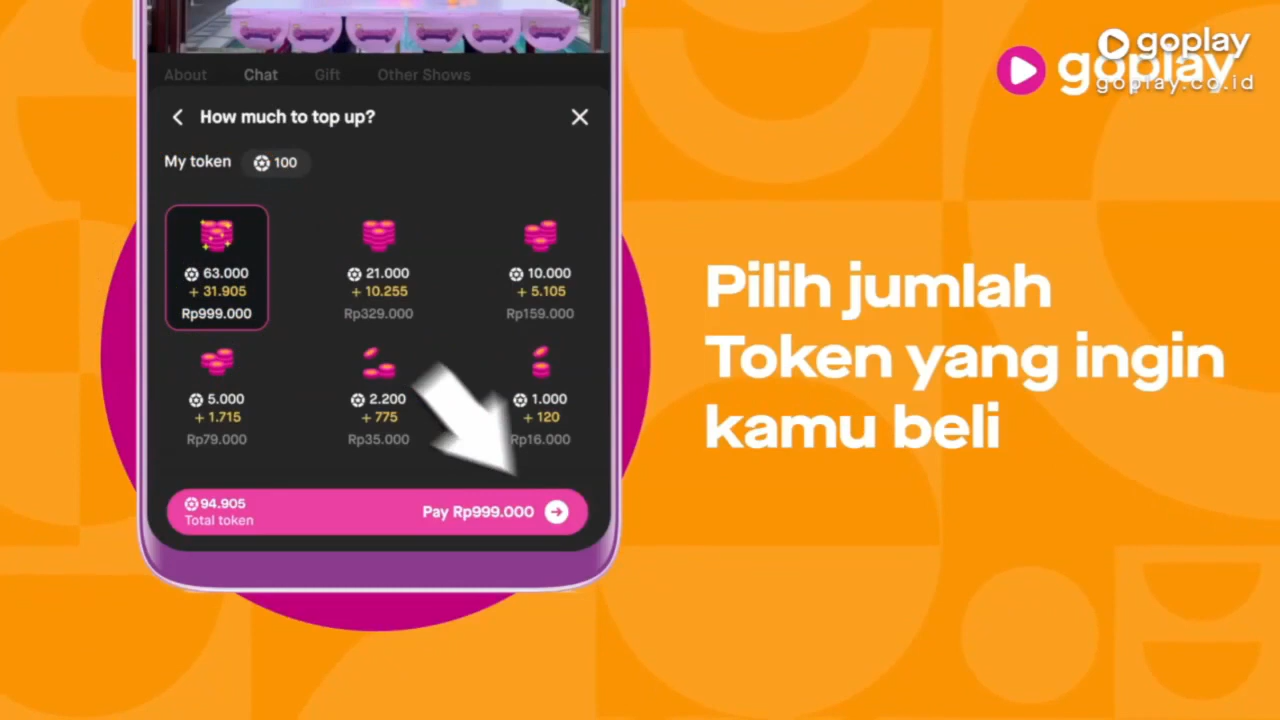 goplay
goplay
goplay.co.id
About Chat Gift Other Shows
How much to top up?
My token 100
63.000
+ 31.905
Rp999.000
21.000
+ 10.255
Rp329.000
10.000
+ 5.105
Rp159.000
5.000
+ 1.715
Rp79.000
2.200
+ 775
Rp35.000
1.000
+ 120
Rp16.000
94.905
Total token
Pay Rp999.000
Pilih jumlah
Token yang ingin
kamu beli